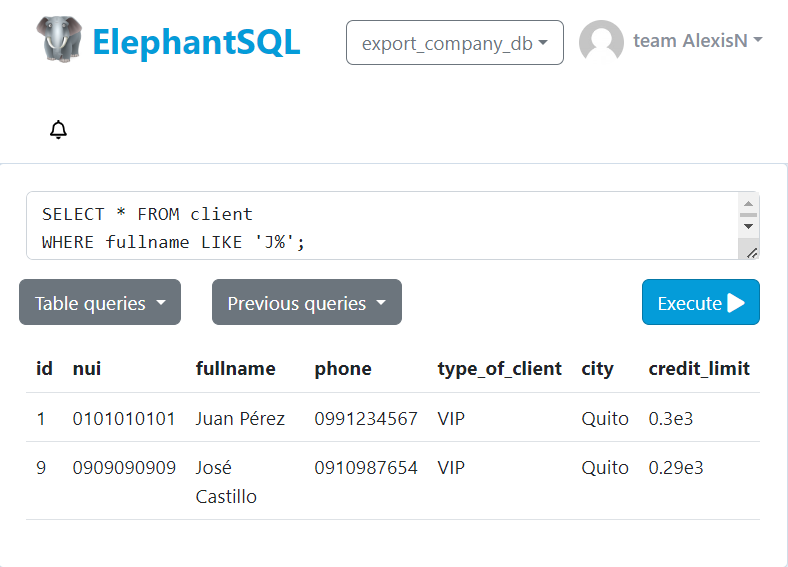 ElephantSQL export_company_db team AlexisN
SELECT * FROM client
WHERE fullname LIKE 'J%';
Table queries Previous queries Execute
id nui fullname phone type_of_client city credit_limit
1 0101010101 Juan Pérez 0991234567 VIP Quito 0.3e3
9 0909090909 José 0910987654 VIP Quito 0.29e3
Castillo